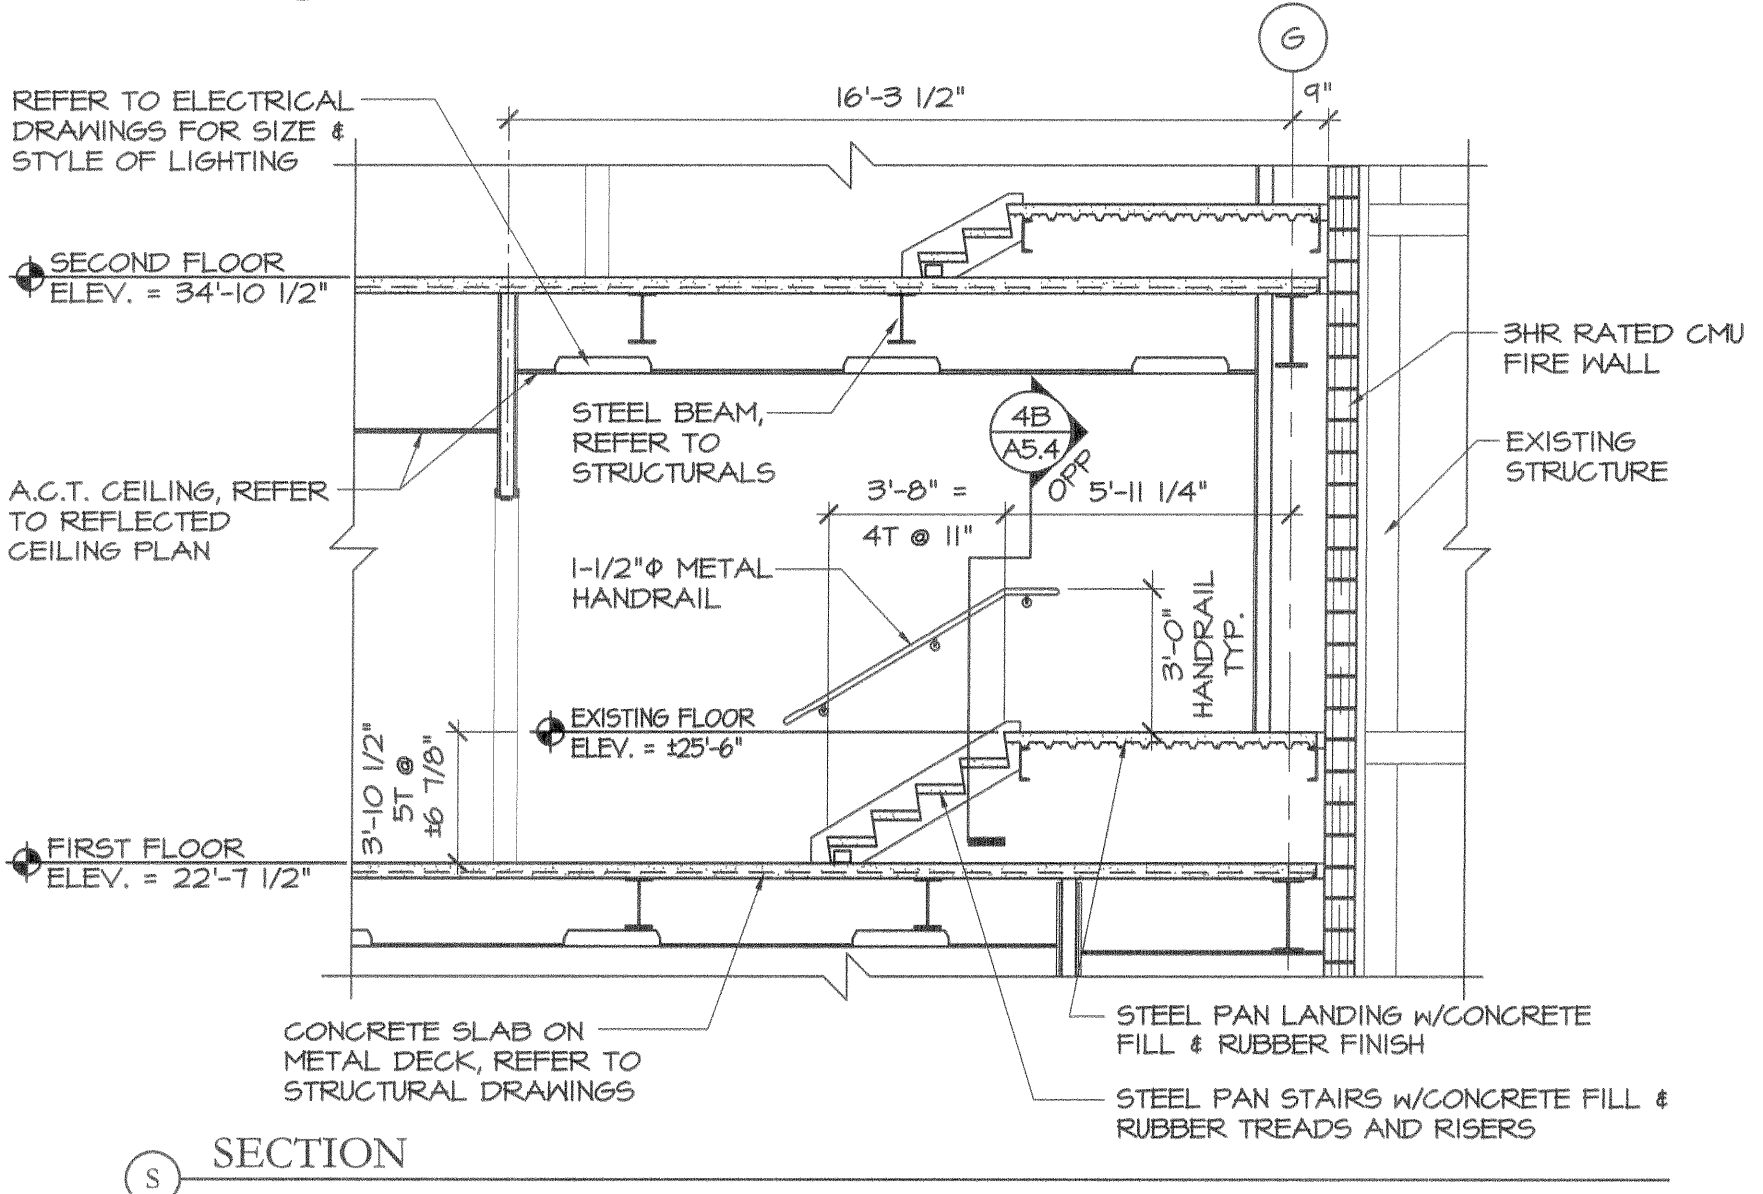 G
16'-3 1/2"
9"
REFER TO ELECTRICAL
DRAWINGS FOR SIZE &
STYLE OF LIGHTING
SECOND FLOOR
ELEV. = 34'-10 1/2"
3HR RATED CMU
FIRE WALL
STEEL BEAM,
REFER TO
STRUCTURALS
4B
A5.4
OPP
EXISTING
STRUCTURE
A.C.T. CEILING, REFER
TO REFLECTED
CEILING PLAN
3'-8" =
4T @ 11"
5'-11 1/4"
1-1/2"Φ METAL
HANDRAIL
3'-0"
HANDRAIL
TYP.
EXISTING FLOOR
ELEV. = ±25'-6"
3'-10 1/2"
5T @
±6 7/8"
FIRST FLOOR
ELEV. = 22'-7 1/2"
CONCRETE SLAB ON
METAL DECK, REFER TO
STRUCTURAL DRAWINGS
STEEL PAN LANDING W/CONCRETE
FILL & RUBBER FINISH
STEEL PAN STAIRS W/CONCRETE FILL &
RUBBER TREADS AND RISERS
SECTION
S